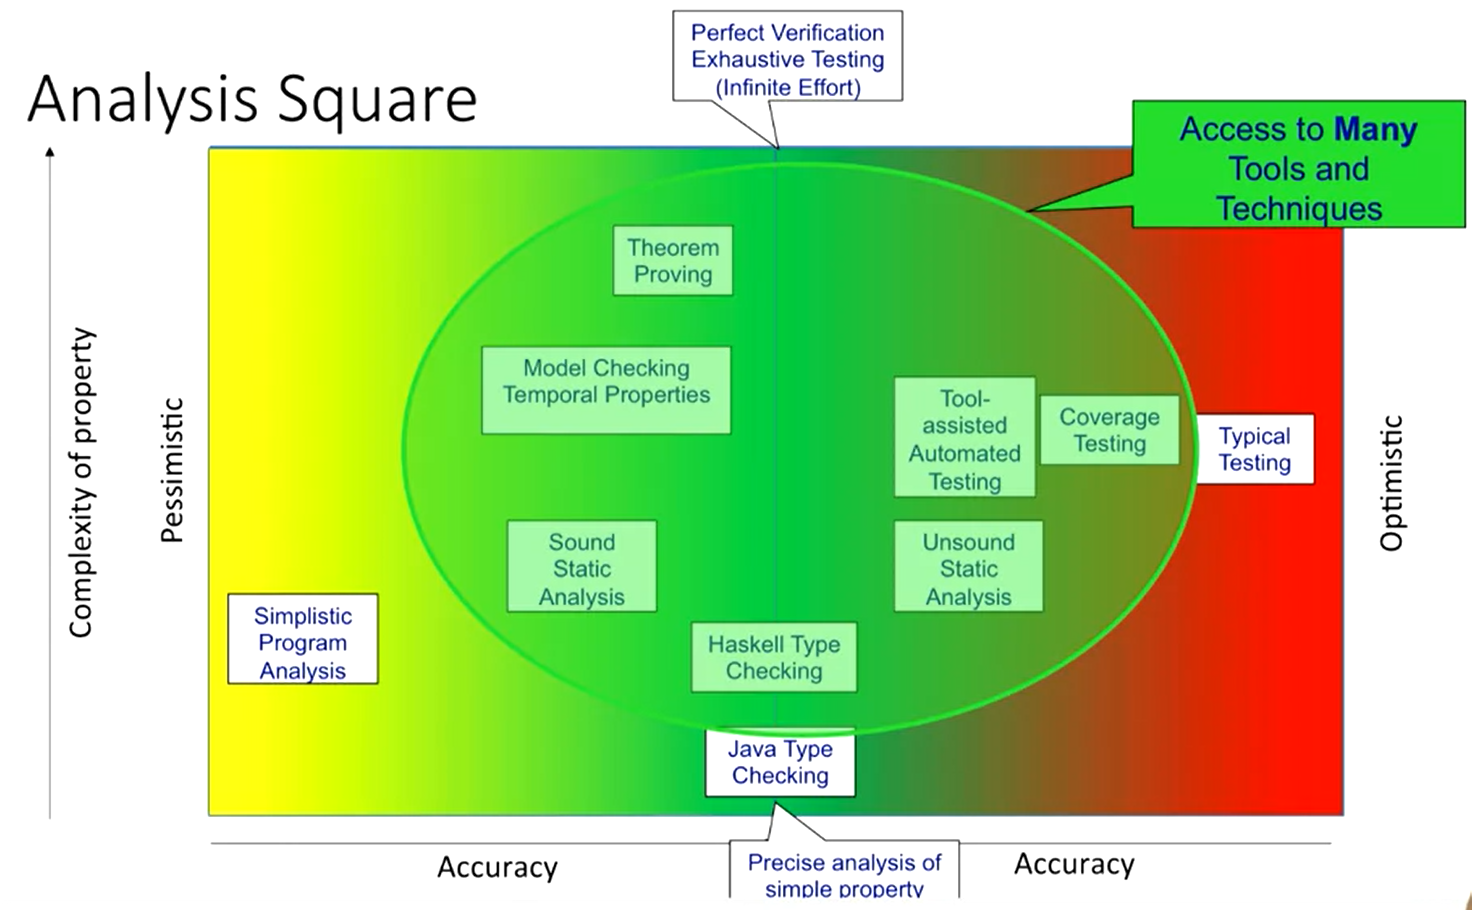 Perfect Verification
Exhaustive Testing
(Infinite Effort)
Analysis Square
Access to Many
Tools and
Techniques
Theorem
Proving
Model Checking
Temporal Properties
Tool-
assisted
Automated
Testing
Coverage
Testing
Typical
Testing
Complexity of property
Pessimistic
Optimistic
Sound
Static
Analysis
Unsound
Static
Analysis
Simplistic
Program
Analysis
Haskell Type
Checking
Java Type
Checking
Accuracy
Precise analysis of
simple property
Accuracy